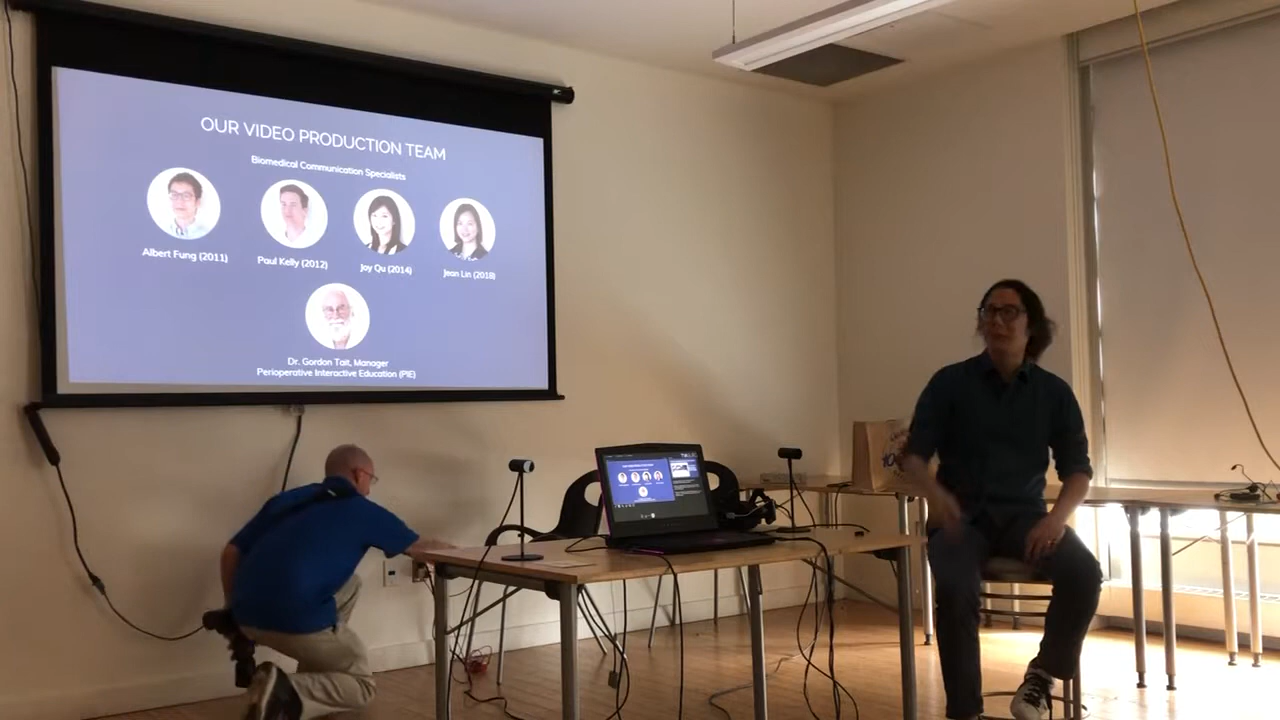 OUR VIDEO PRODUCTION TEAM
Biomedical Communication Specialists
Albert Fung (2011)
Paul Kelly (2012)
Joy Qu (2014)
Jean Lin (2018)
Dr. Gordon Tait, Manager
Perioperative Interactive Education (PIE)